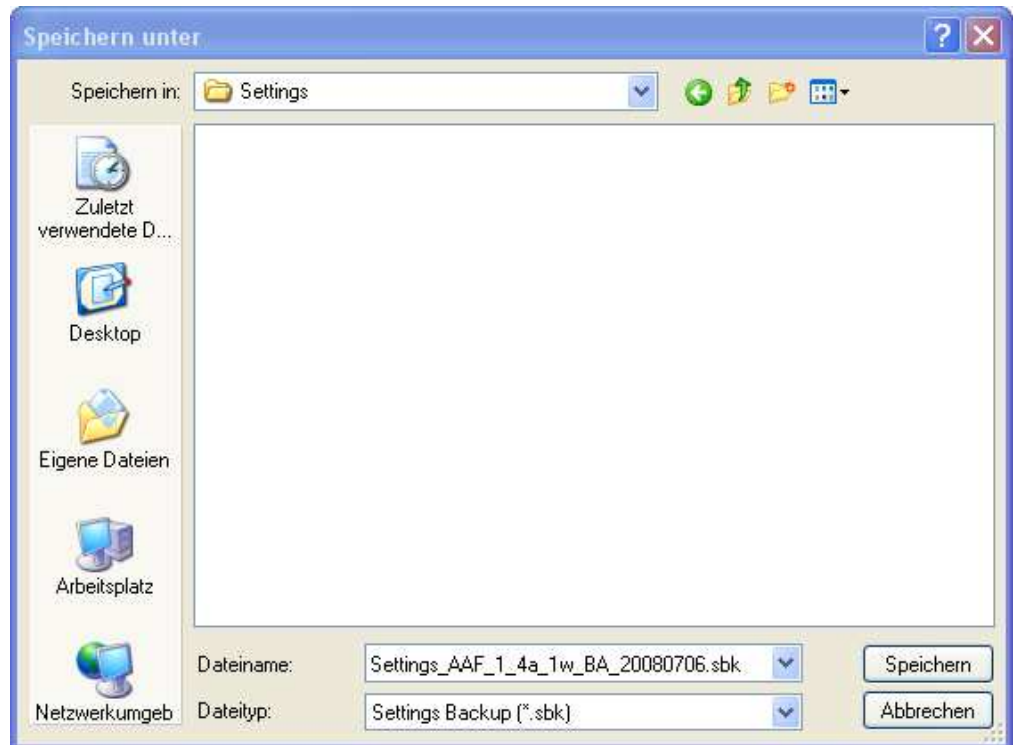 Speichern unter
Speichern in: Settings
Zuletzt
verwendete D...
Desktop
Eigene Dateien
Arbeitsplatz
Netzwerkumgeb
Dateiname: Settings_AAF_1_4a_1w_BA_20080706.sbk Speichern
Dateityp: Settings Backup (*.sbk) Abbrechen